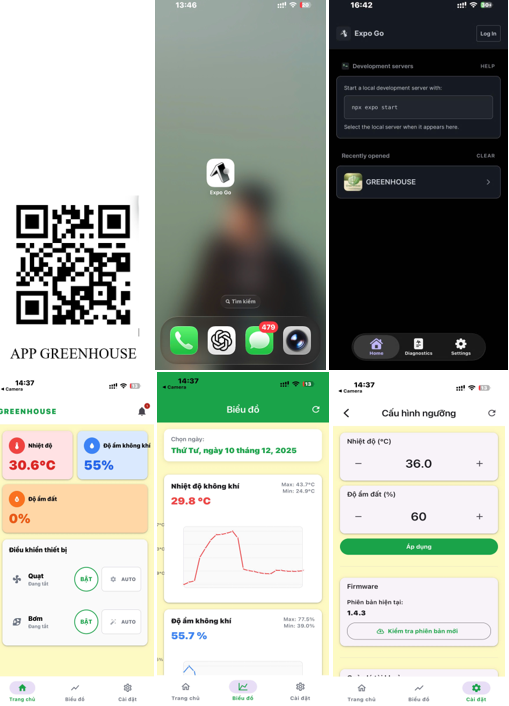 APP GREENHOUSE
13:46
28
Expo Go
Tìm kiếm
479
16:42
80
Expo Go
Log In
Development servers
HELP
Start a local development server with:
npx expo start
Select the local server when it appears here.
Recently opened
CLEAR
GREENHOUSE
Home
Diagnostics
Settings
14:37
Camera
GREENHOUSE
Nhiệt độ
30.6°C
Độ ẩm không khí
55%
Độ ẩm đất
0%
Điều khiển thiết bị
Quạt
Đang tắt
BẬT
AUTO
Bơm
Đang tắt
BẬT
AUTO
Trang chủ
Biểu đồ
Cài đặt
14:37
Camera
13
Biểu đồ
Chọn ngày:
Thứ Tư, ngày 10 tháng 12, 2025
Nhiệt độ không khí
Max: 43.7°C
Min: 24.9°C
29.8 °C
Độ ẩm không khí
Max: 77.5%
Min: 39.0%
55.7 %
Trang chủ
Biểu đồ
Cài đặt
14:37
Camera
Cấu hình ngưỡng
Nhiệt độ (°C)
− 36.0 +
Độ ẩm đất (%)
− 60 +
Áp dụng
Firmware
Phiên bản hiện tại:
1.4.3
Kiểm tra phiên bản mới
Trang chủ
Biểu đồ
Cài đặt